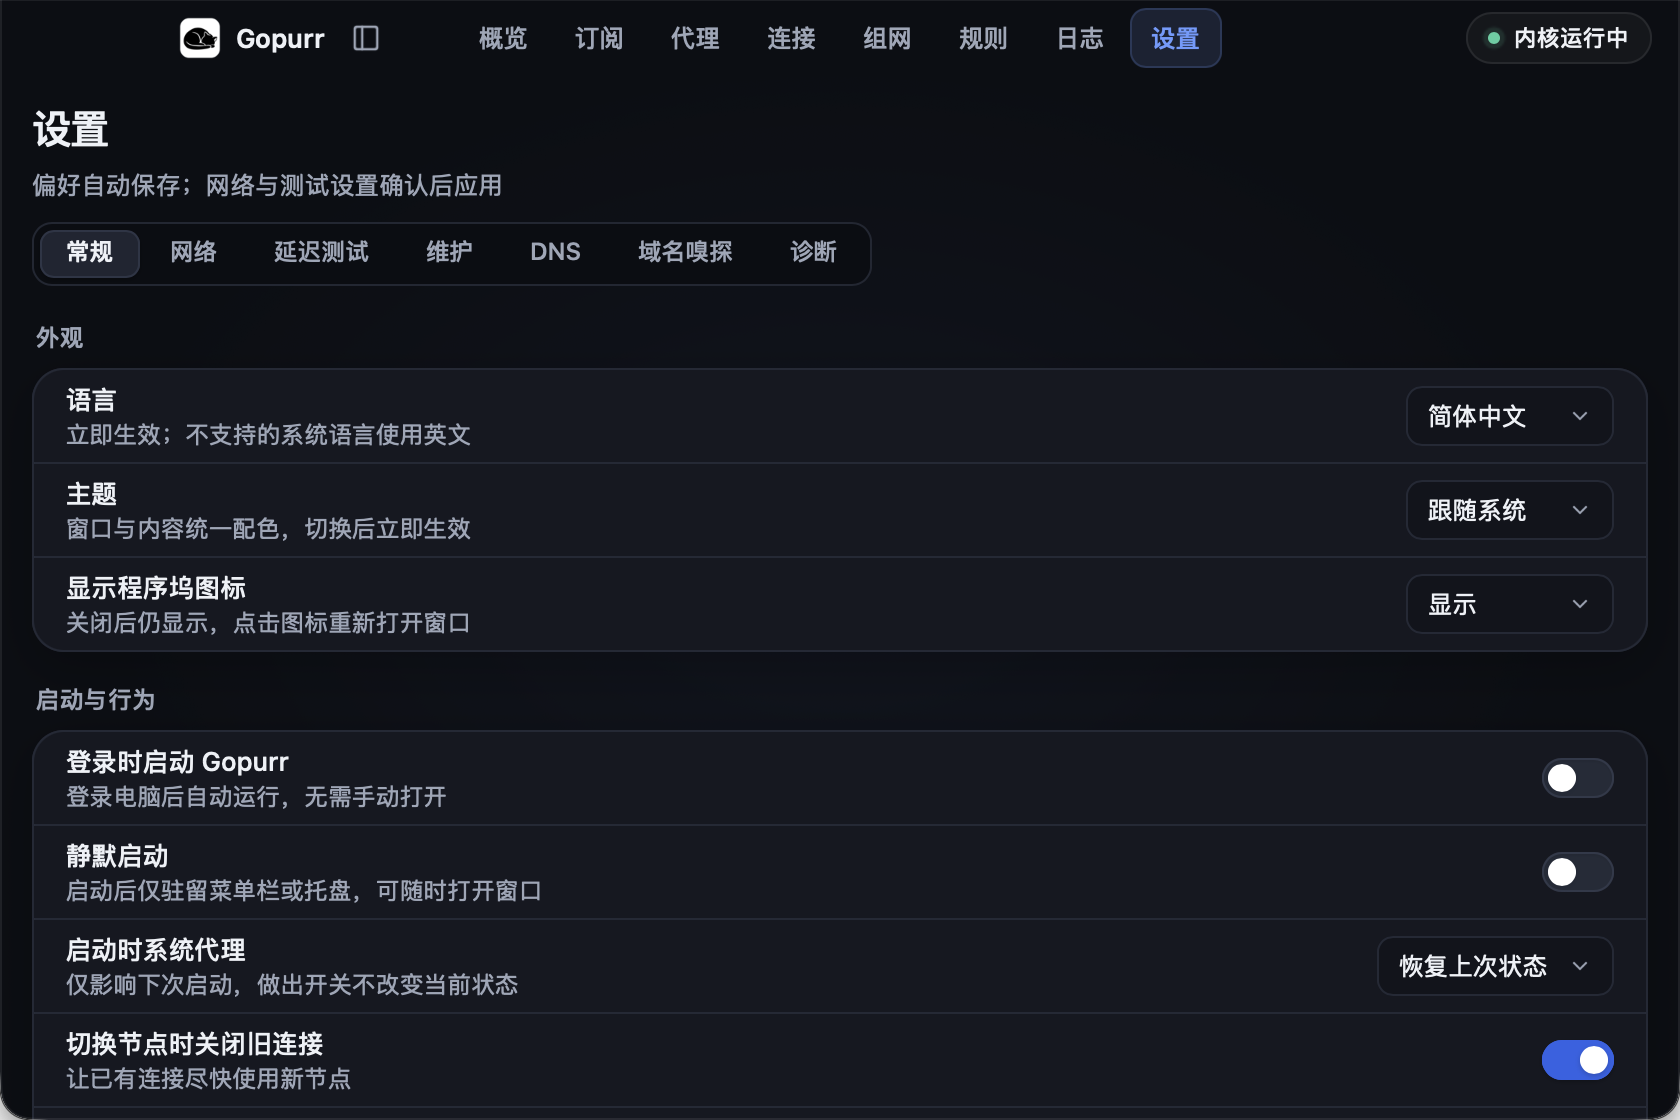 Gopurr
概览
订阅
代理
连接
组网
规则
日志
设置
内核运行中
设置
偏好自动保存；网络与测试设置确认后应用
常规
网络
延迟测试
维护
DNS
域名嗅探
诊断
外观
语言
立即生效；不支持的系统语言使用英文
简体中文
主题
窗口与内容统一配色，切换后立即生效
跟随系统
显示程序坞图标
关闭后仍显示，点击图标重新打开窗口
显示
启动与行为
登录时启动 Gopurr
登录电脑后自动运行，无需手动打开
静默启动
启动后仅驻留菜单栏或托盘，可随时打开窗口
启动时系统代理
仅影响下次启动，做出开关不改变当前状态
恢复上次状态
切换节点时关闭旧连接
让已有连接尽快使用新节点